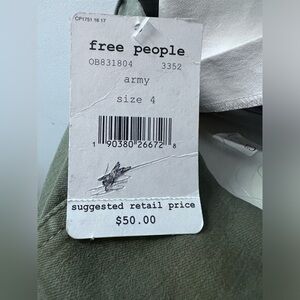 CP1751 16 17
free people
OB831804 3352
army
size 4
1 90380 26672 8
suggested retail price
$50.00